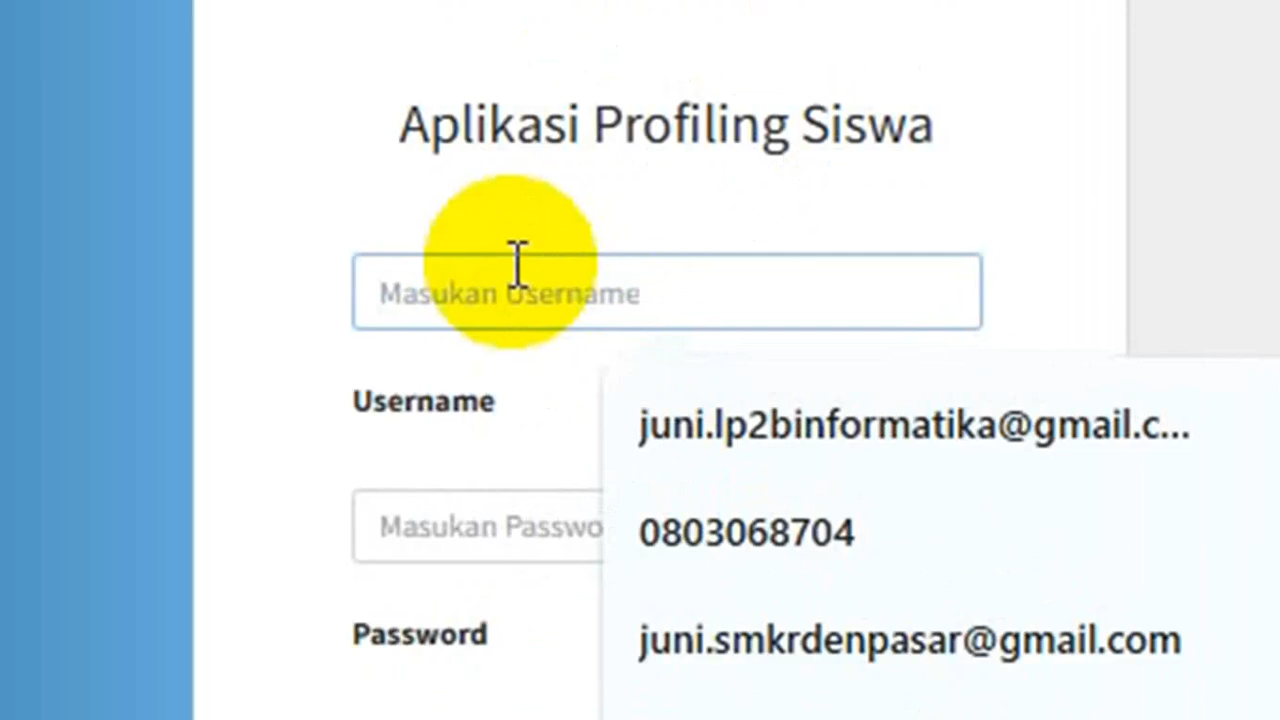 Aplikasi Profiling Siswa
Masukan Username
Username
juni.lp2binformatika@gmail.c...
Masukan Passwo
0803068704
Password
juni.smkrdenpasar@gmail.com